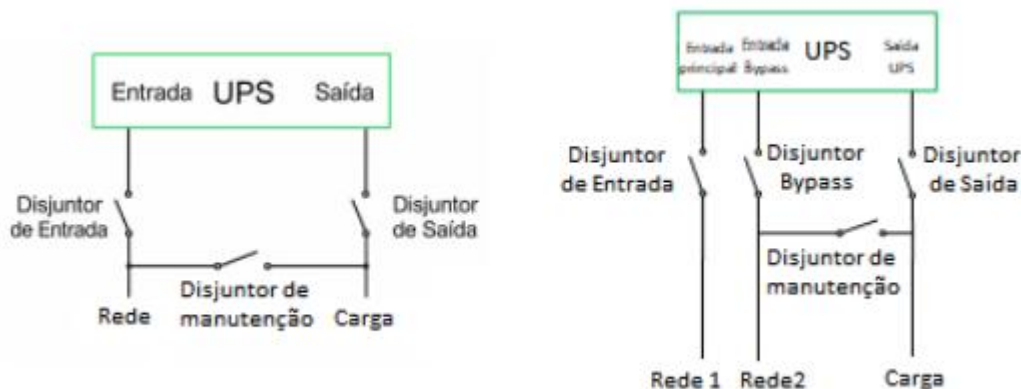 Entrada UPS Saída
Disjuntor
de Entrada
Disjuntor
de Saída
Disjuntor de
manutenção
Rede
Carga
Entrada
principal
Entrada
Bypass
UPS
Saída
UPS
Disjuntor
de Entrada
Disjuntor
Bypass
Disjuntor
de Saída
Disjuntor de
manutenção
Rede 1
Rede2
Carga